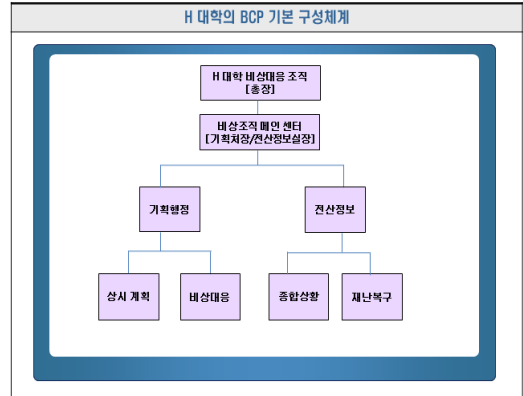 H 대학의 BCP 기본 구성체계
H 대학 비상대응 조직
[총장]
비상조직 메인 센터
[기획처장/전산정보실장]
기획행정
전산정보
상시 계획
비상대응
종합상황
재난복구